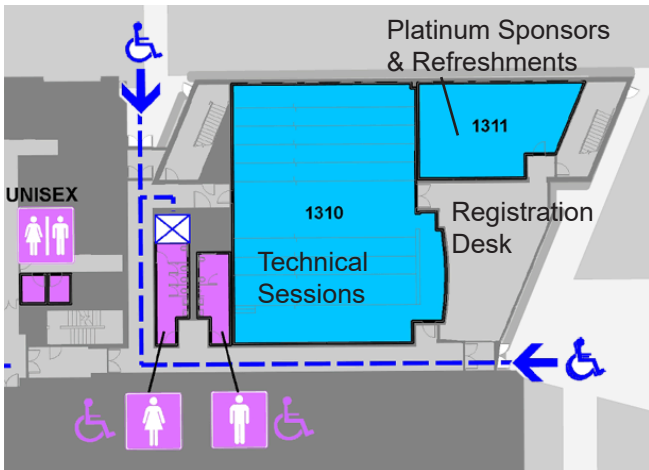 Platinum Sponsors
& Refreshments
1311
UNISEX
1310
Registration
Desk
Technical
Sessions